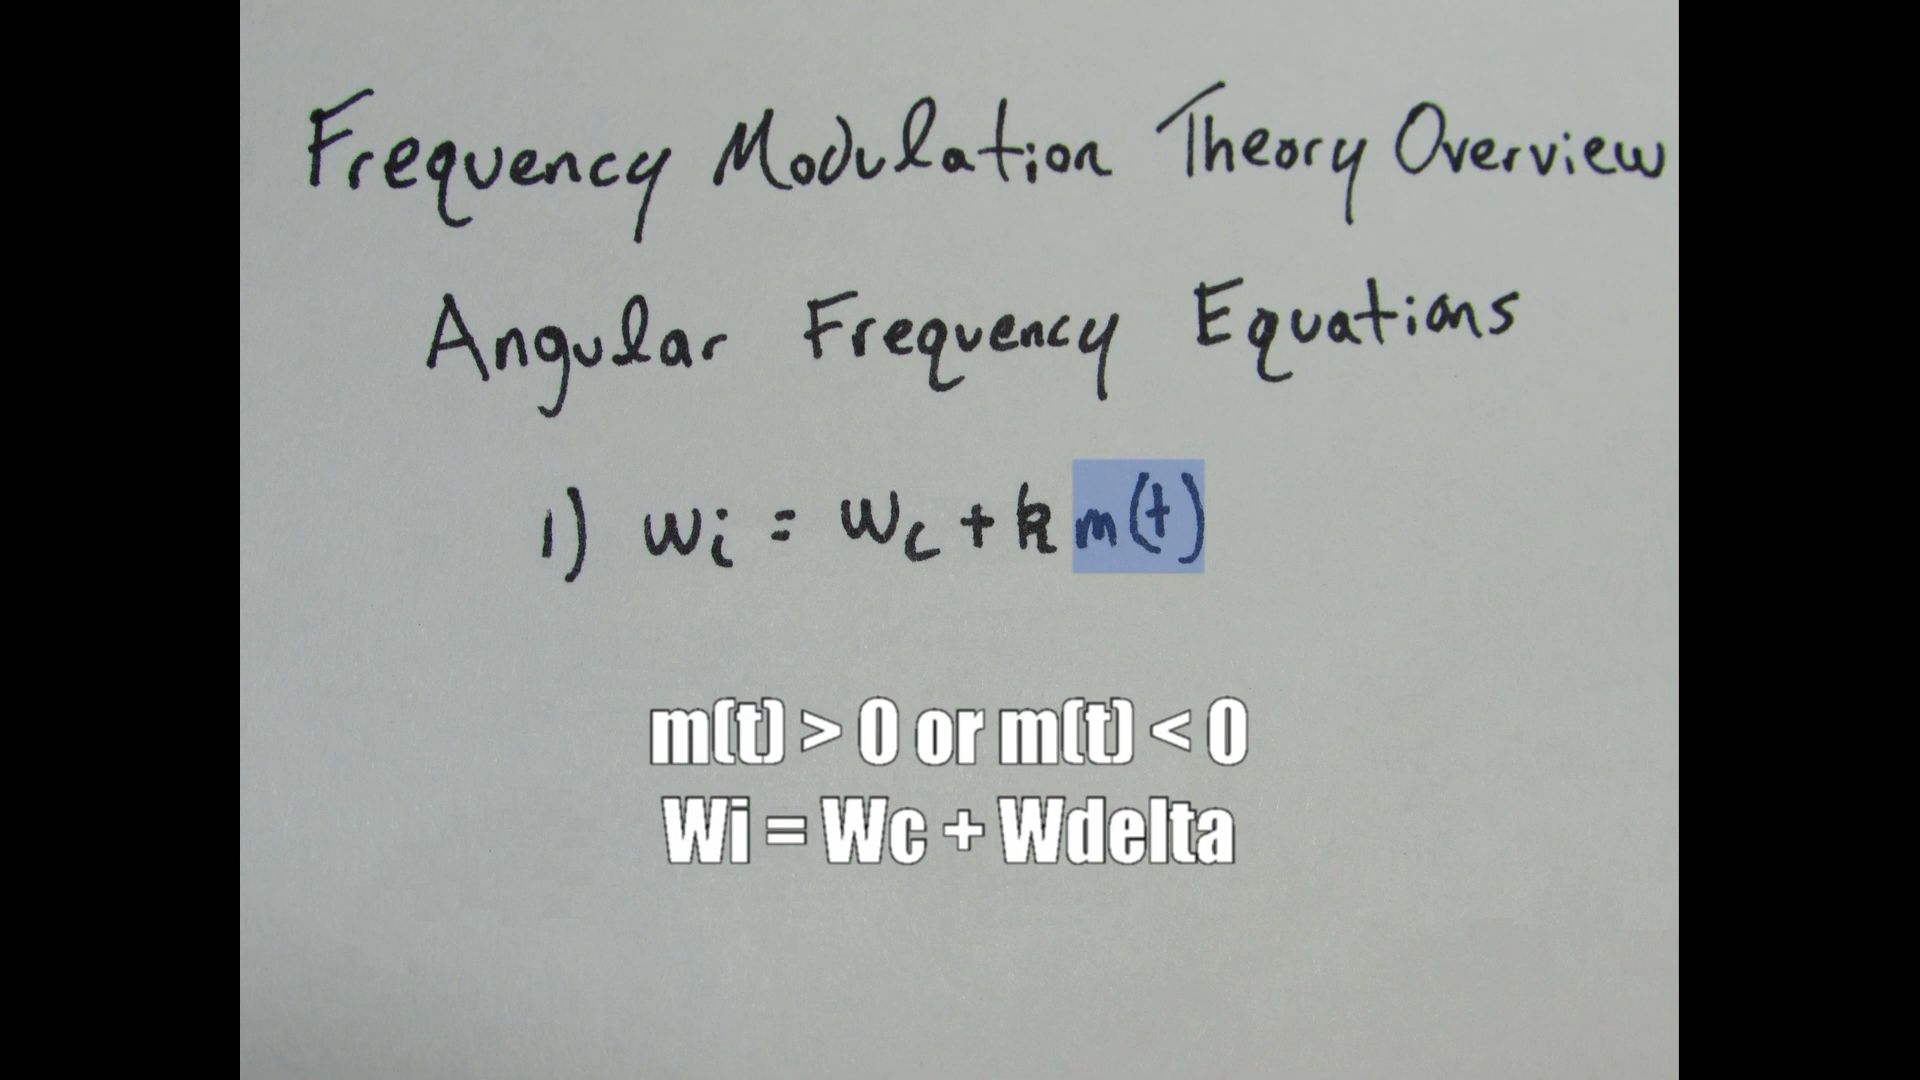 Frequency Modulation Theory Overview
Angular Frequency Equations
1) wi = wc + k m(t)
m(t) > 0 or m(t) < 0
Wi = Wc + Wdelta